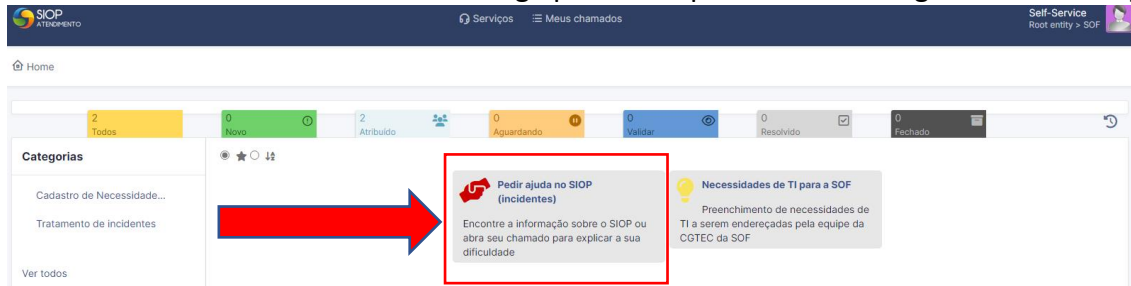 SIOP
ATENDIMENTO
Serviços
Meus chamados
Self-Service
Root entity > SOF
Home
2
Todos
0
Novo
2
Atribuído
0
Aguardando
0
Validar
0
Resolvido
0
Fechado
Categorias
Cadastro de Necessidade...
Tratamento de incidentes
Ver todos
Pedir ajuda no SIOP
(incidentes)
Encontre a informação sobre o SIOP ou
abra seu chamado para explicar a sua
dificuldade
Necessidades de TI para a SOF
Preenchimento de necessidades de
TI a serem endereçadas pela equipe da
CGTEC da SOF